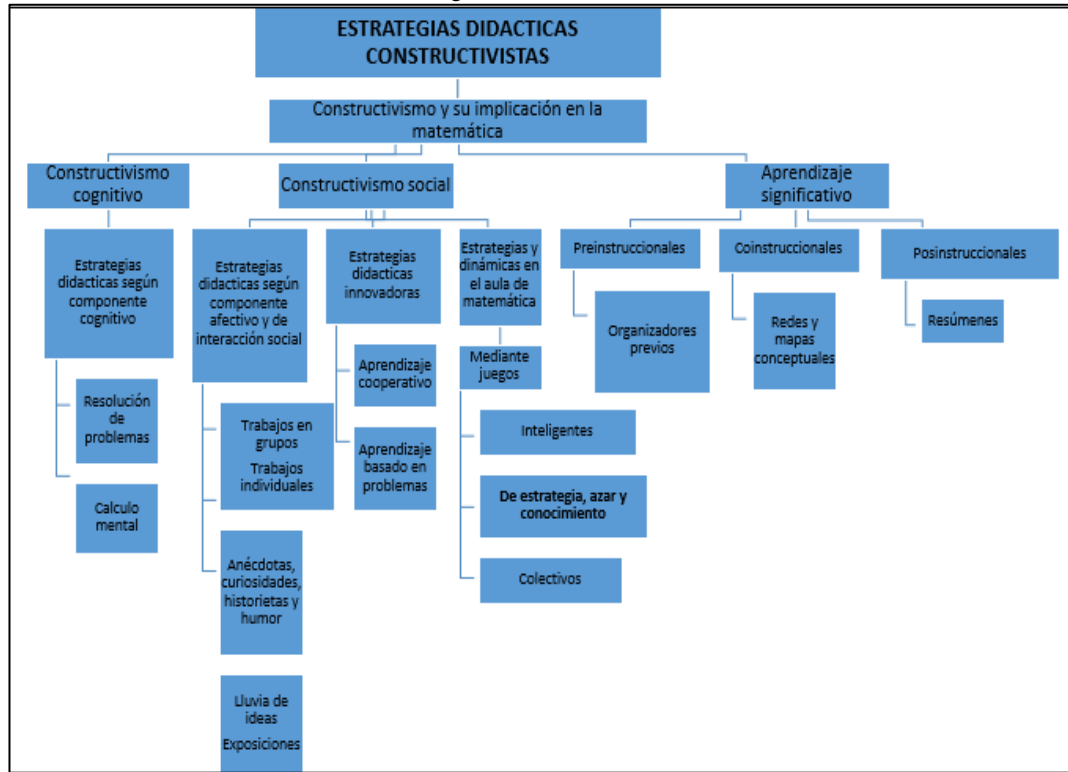 ESTRATEGIAS DIDACTICAS
CONSTRUCTIVISTAS
Constructivismo y su implicación en la
matemática
Constructivismo
cognitivo
Constructivismo social
Aprendizaje
significativo
Estrategias
didacticas según
componente
cognitivo
Resolución
de
problemas
Calculo
mental
Estrategias
didacticas según
componente
afectivo y de
interacción social
Trabajos en
grupos
Trabajos
individuales
Anécdotas,
curiosidades,
historietas y
humor
Lluvia de
ideas
Exposiciones
Estrategias
didacticas
innovadoras
Aprendizaje
cooperativo
Aprendizaje
basado en
problemas
Estrategias y
dinámicas en
el aula de
matemática
Mediante
juegos
Inteligentes
De estrategia, azar y
conocimiento
Colectivos
Preinstruccionales
Organizadores
previos
Coinstruccionales
Redes y
mapas
conceptuales
Posinstruccionales
Resúmenes